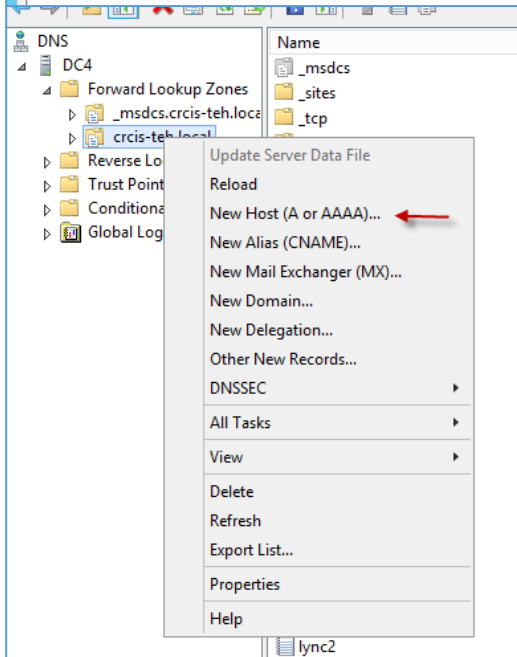 DNS
DC4
Forward Lookup Zones
_msdcs.crcis-teh.loca
crcis-teh.local
Reverse Lo
Trust Point
Conditiona
Global Log
Name
_msdcs
_sites
_tcp
Update Server Data File
Reload
New Host (A or AAAA)...
New Alias (CNAME)...
New Mail Exchanger (MX)...
New Domain...
New Delegation...
Other New Records...
DNSSEC
All Tasks
View
Delete
Refresh
Export List...
Properties
Help
lync2